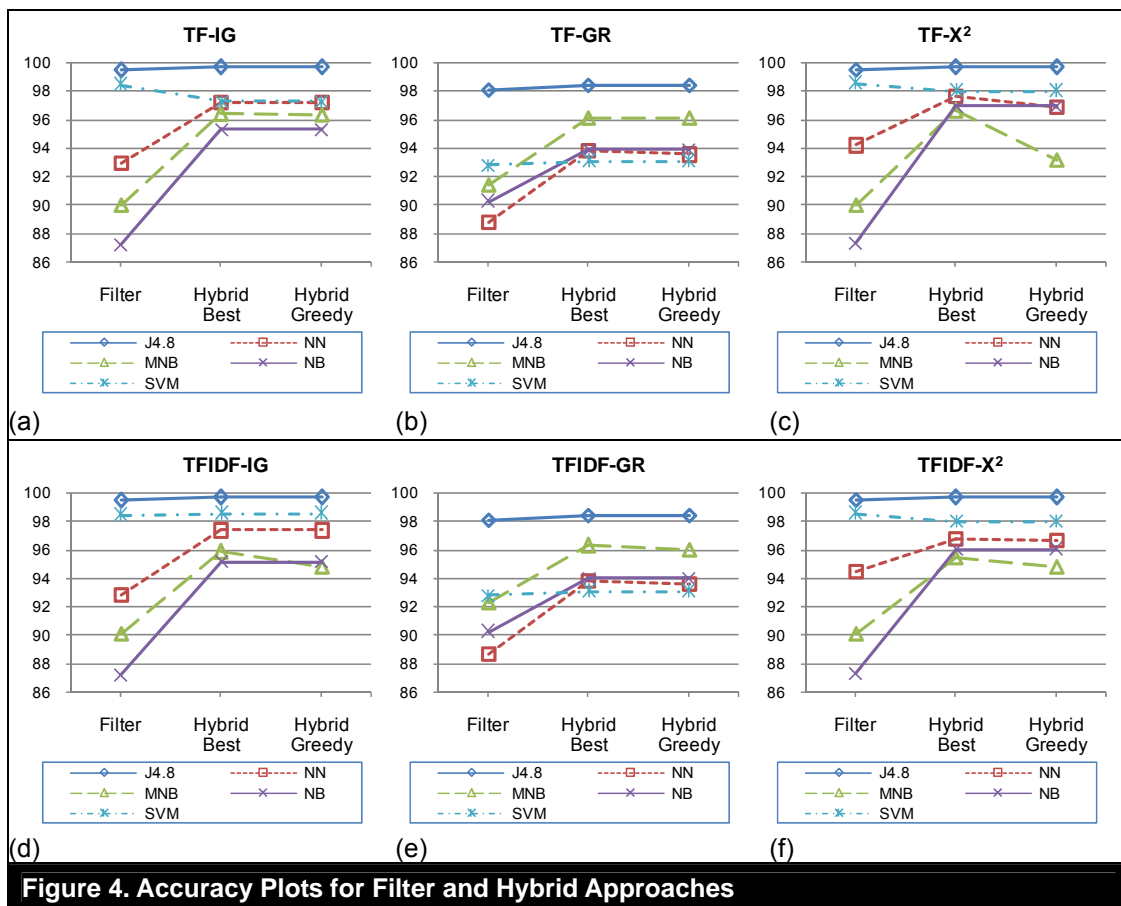 TF-IG
100
98
96
94
92
90
88
86
Filter
Hybrid Best
Hybrid Greedy
J4.8
NN
MNB
NB
SVM
(a)
TF-GR
100
98
96
94
92
90
88
86
Filter
Hybrid Best
Hybrid Greedy
J4.8
NN
MNB
NB
SVM
(b)
TF-X²
100
98
96
94
92
90
88
86
Filter
Hybrid Best
Hybrid Greedy
J4.8
NN
MNB
NB
SVM
(c)
TFIDF-IG
100
98
96
94
92
90
88
86
Filter
Hybrid Best
Hybrid Greedy
J4.8
NN
MNB
NB
SVM
(d)
TFIDF-GR
100
98
96
94
92
90
88
86
Filter
Hybrid Best
Hybrid Greedy
J4.8
NN
MNB
NB
SVM
(e)
TFIDF-X²
100
98
96
94
92
90
88
86
Filter
Hybrid Best
Hybrid Greedy
J4.8
NN
MNB
NB
SVM
(f)
Figure 4. Accuracy Plots for Filter and Hybrid Approaches